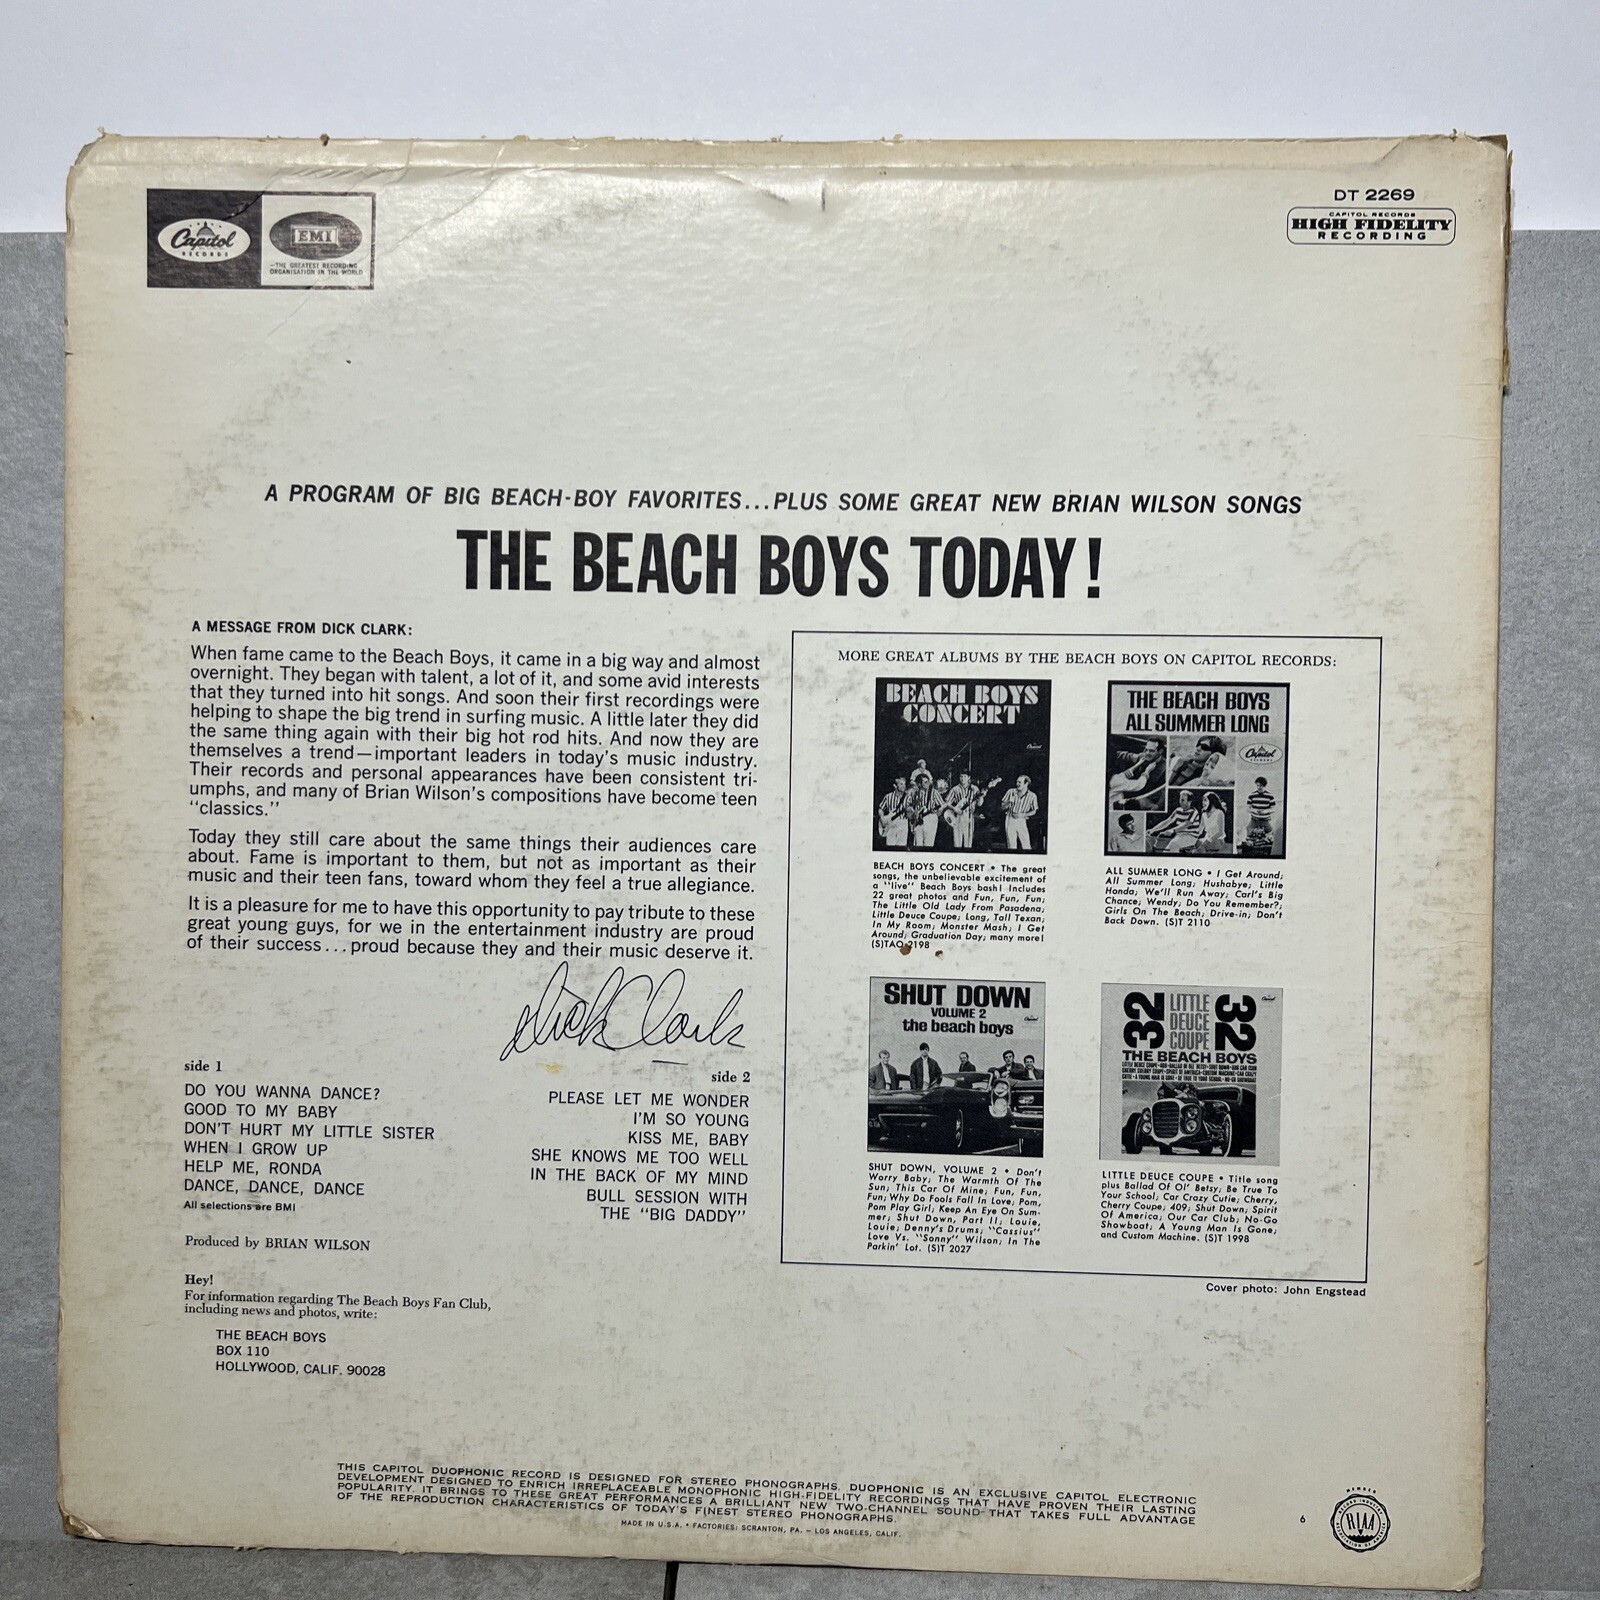 Capitol
RECORDS
EMI
—THE GREATEST RECORDING
ORGANISATION IN THE WORLD
DT 2269
CAPITOL RECORDS
HIGH FIDELITY
RECORDING
A PROGRAM OF BIG BEACH-BOY FAVORITES...PLUS SOME GREAT NEW BRIAN WILSON SONGS
THE BEACH BOYS TODAY!
A MESSAGE FROM DICK CLARK:
When fame came to the Beach Boys, it came in a big way and almost
overnight. They began with talent, a lot of it, and some avid interests
that they turned into hit songs. And soon their first recordings were
helping to shape the big trend in surfing music. A little later they did
the same thing again with their big hot rod hits. And now they are
themselves a trend—important leaders in today's music industry.
Their records and personal appearances have been consistent tri-
umphs, and many of Brian Wilson's compositions have become teen
"classics."
Today they still care about the same things their audiences care
about. Fame is important to them, but not as important as their
music and their teen fans, toward whom they feel a true allegiance.
It is a pleasure for me to have this opportunity to pay tribute to these
great young guys, for we in the entertainment industry are proud
of their success...proud because they and their music deserve it.
Dick Clark
side 1
DO YOU WANNA DANCE?
GOOD TO MY BABY
DON'T HURT MY LITTLE SISTER
WHEN I GROW UP
HELP ME, RONDA
DANCE, DANCE, DANCE
All selections are BMI
side 2
PLEASE LET ME WONDER
I'M SO YOUNG
KISS ME, BABY
SHE KNOWS ME TOO WELL
IN THE BACK OF MY MIND
BULL SESSION WITH
THE "BIG DADDY"
Produced by BRIAN WILSON
Hey!
For information regarding The Beach Boys Fan Club,
including news and photos, write:
THE BEACH BOYS
BOX 110
HOLLYWOOD, CALIF. 90028
MORE GREAT ALBUMS BY THE BEACH BOYS ON CAPITOL RECORDS:
BEACH BOYS
CONCERT
BEACH BOYS CONCERT • The great
songs, the unbelievable excitement of
a "live" Beach Boys bash! Includes
22 great photos and Fun, Fun, Fun;
The Little Old Lady From Pasadena;
Little Deuce Coupe; Long, Tall Texan;
In My Room; Monster Mash; I Get
Around; Graduation Day; many more!
(S)TAO 2198
THE BEACH BOYS
ALL SUMMER LONG
Capitol
ALL SUMMER LONG • I Get Around;
All Summer Long; Hushabye; Little
Honda; We'll Run Away; Carl's Big
Chance; Wendy; Do You Remember?;
Girls On The Beach; Drive-in; Don't
Back Down. (S)T 2110
SHUT DOWN
VOLUME 2
the beach boys
SHUT DOWN, VOLUME 2 • Don't
Worry Baby; The Warmth Of The
Sun; This Car Of Mine; Fun, Fun,
Fun; Why Do Fools Fall In Love; Pom,
Pom Play Girl; Keep An Eye On Sum-
mer; Shut Down, Part II; Louie,
Louie; Denny's Drums; "Cassius"
Love Vs. "Sonny" Wilson; In The
Parkin' Lot. (S)T 2027
32
LITTLE
DEUCE
COUPE
32
THE BEACH BOYS
LITTLE DEUCE COUPE • Title song
plus Ballad Of Ol' Betsy; Be True To
Your School; Car Crazy Cutie; Cherry,
Cherry Coupe; 409; Shut Down; Spirit
Of America; Our Car Club; No-Go
Showboat; A Young Man Is Gone;
and Custom Machine. (S)T 1998
Cover photo: John Engstead
THIS CAPITOL DUOPHONIC RECORD IS DESIGNED FOR STEREO PHONOGRAPHS. DUOPHONIC IS AN EXCLUSIVE CAPITOL ELECTRONIC
DEVELOPMENT DESIGNED TO ENRICH IRREPLACEABLE MONOPHONIC HIGH-FIDELITY RECORDINGS THAT HAVE PROVEN THEIR LASTING
POPULARITY. IT BRINGS TO THESE GREAT PERFORMANCES A BRILLIANT NEW TWO-CHANNEL SOUND THAT TAKES FULL ADVANTAGE
OF THE REPRODUCTION CHARACTERISTICS OF TODAY'S FINEST STEREO PHONOGRAPHS.
MADE IN U.S.A. • FACTORIES: SCRANTON, PA. – LOS ANGELES, CALIF.
6
MEMBER
RIAA